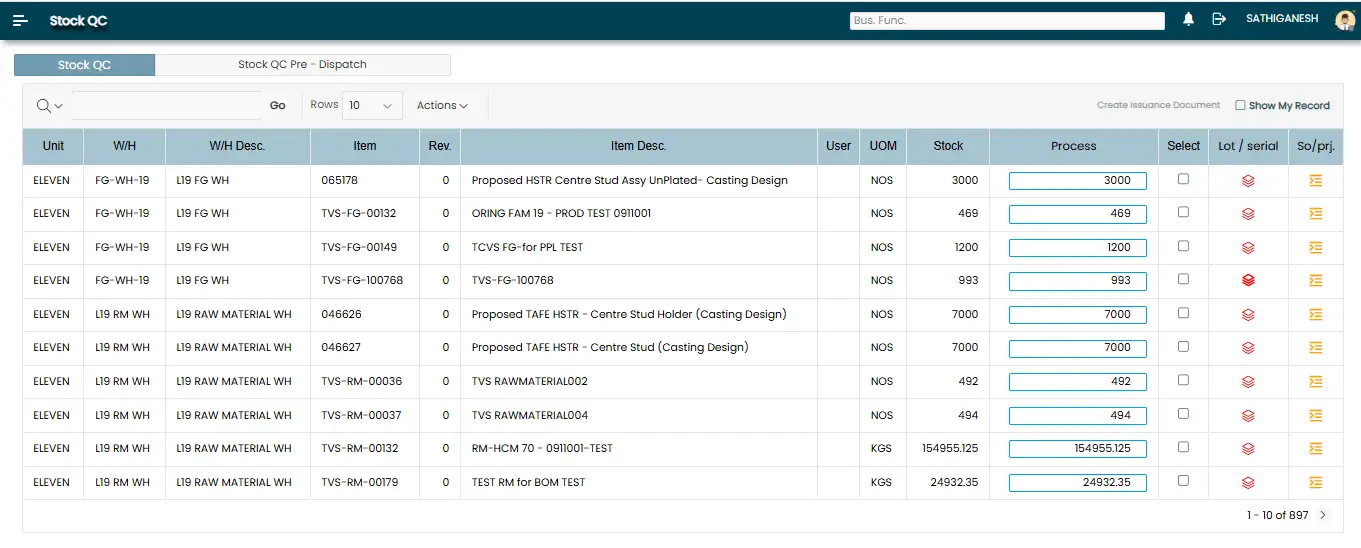 Stock QC
Bus. Func.
SATHIGANESH
Stock QC Stock QC Pre - Dispatch
Go Rows 10 Actions Create Issuance Document Show My Record
Unit W/H W/H Desc. Item Rev. Item Desc. User UOM Stock Process Select Lot / serial So/prj.
ELEVEN FG-WH-19 L19 FG WH 065178 0 Proposed HSTR Centre Stud Assy UnPlated- Casting Design NOS 3000 3000
ELEVEN FG-WH-19 L19 FG WH TVS-FG-00132 0 ORING FAM 19 - PROD TEST 0911001 NOS 469 469
ELEVEN FG-WH-19 L19 FG WH TVS-FG-00149 0 TCVS FG-for PPL TEST NOS 1200 1200
ELEVEN FG-WH-19 L19 FG WH TVS-FG-100768 0 TVS-FG-100768 NOS 993 993
ELEVEN L19 RM WH L19 RAW MATERIAL WH 046626 0 Proposed TAFE HSTR - Centre Stud Holder (Casting Design) NOS 7000 7000
ELEVEN L19 RM WH L19 RAW MATERIAL WH 046627 0 Proposed TAFE HSTR - Centre Stud (Casting Design) NOS 7000 7000
ELEVEN L19 RM WH L19 RAW MATERIAL WH TVS-RM-00036 0 TVS RAWMATERIAL002 NOS 492 492
ELEVEN L19 RM WH L19 RAW MATERIAL WH TVS-RM-00037 0 TVS RAWMATERIAL004 NOS 494 494
ELEVEN L19 RM WH L19 RAW MATERIAL WH TVS-RM-00132 0 RM-HCM 70 - 0911001-TEST KGS 154955.125 154955.125
ELEVEN L19 RM WH L19 RAW MATERIAL WH TVS-RM-00179 0 TEST RM for BOM TEST KGS 24932.35 24932.35
1 - 10 of 897